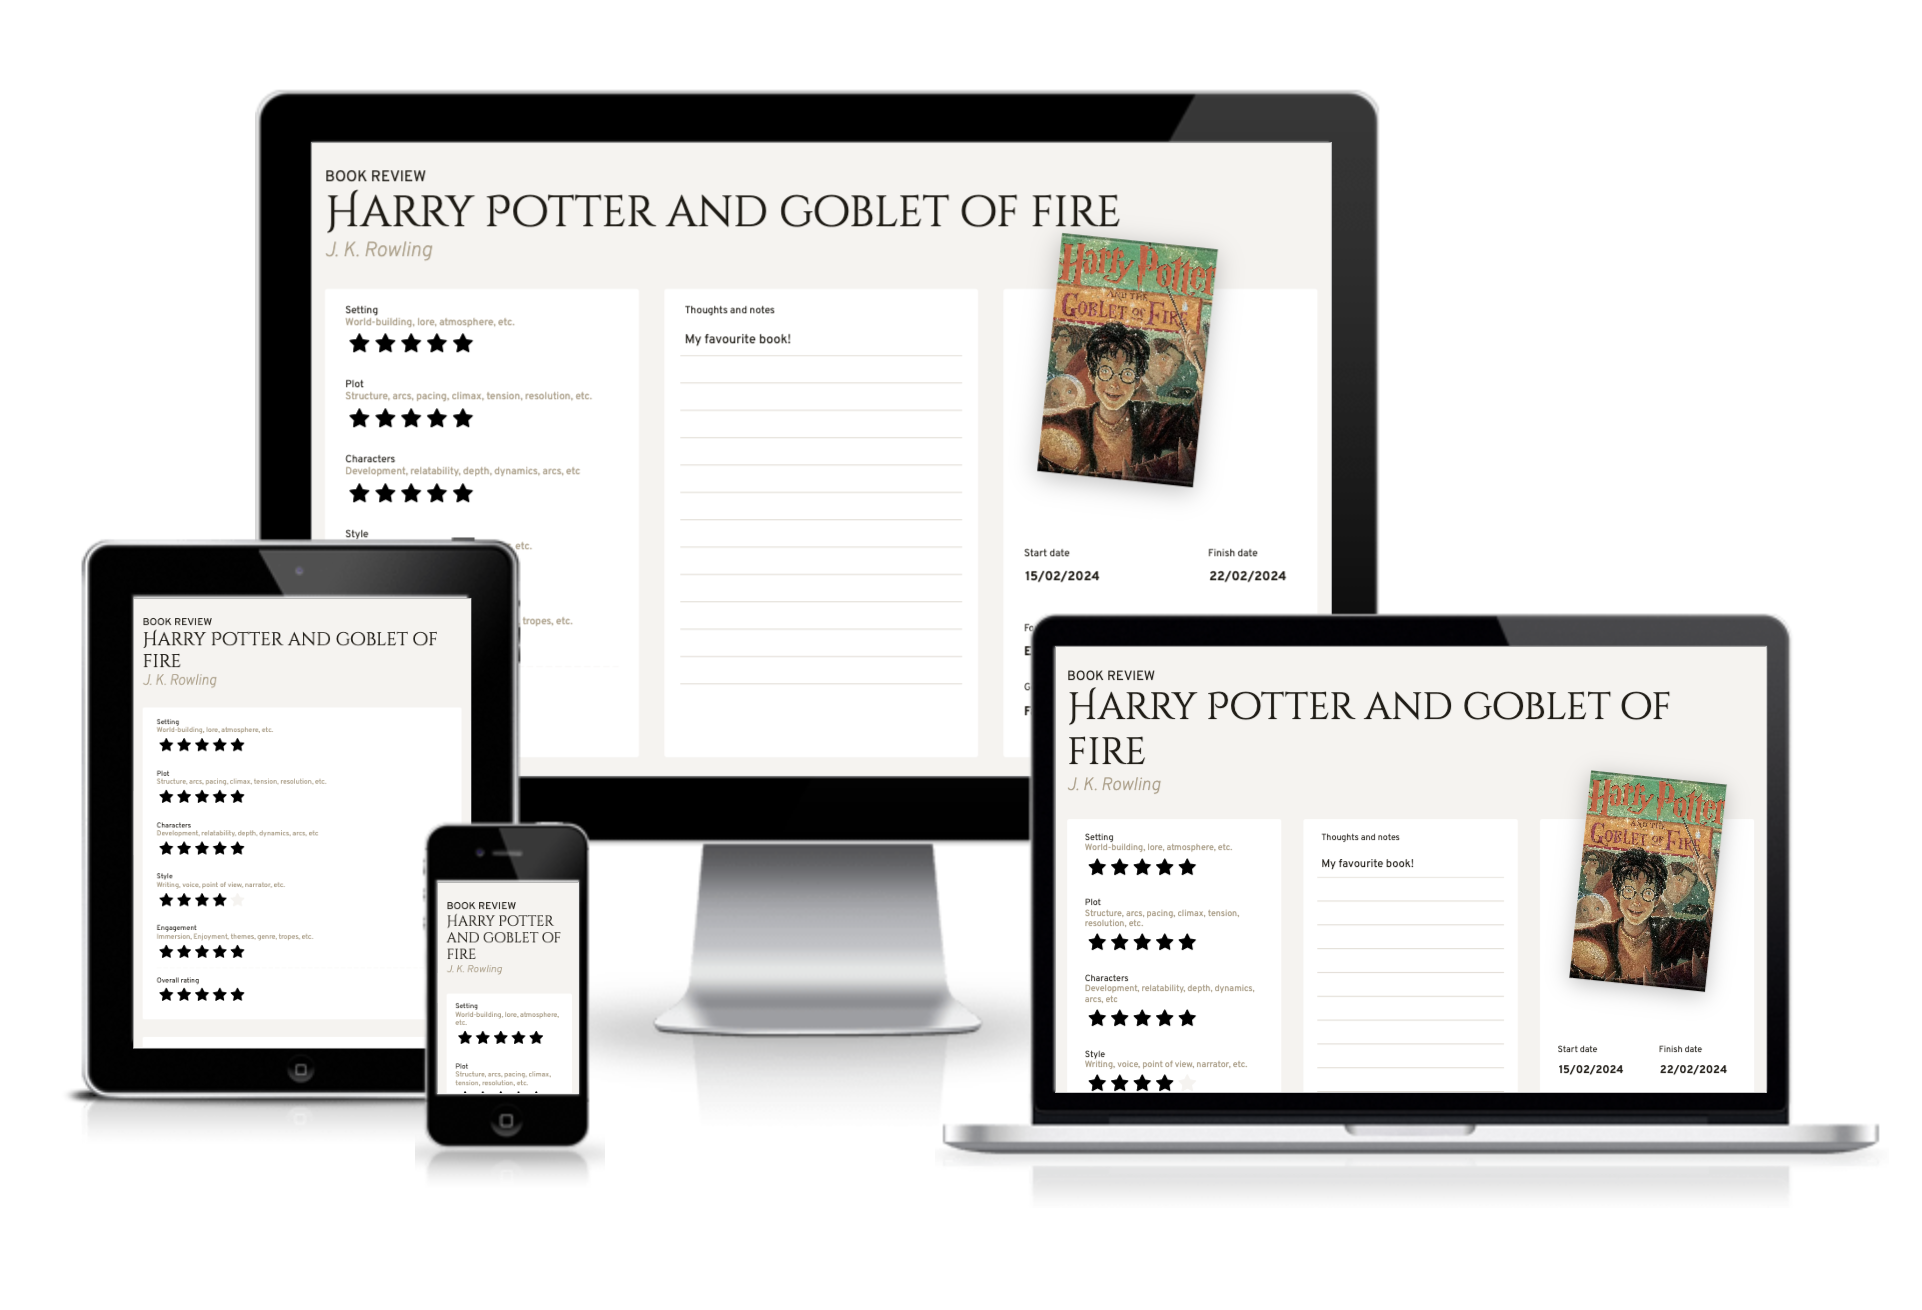 BOOK REVIEW
HARRY POTTER AND GOBLET OF FIRE
J. K. Rowling
Setting
World-building, lore, atmosphere, etc.
Plot
Structure, arcs, pacing, climax, tension, resolution, etc.
Characters
Development, relatability, depth, dynamics, arcs, etc
Style
etc.
tropes, etc.
Thoughts and notes
My favourite book!
Harry Potter
AND THE
GOBLET OF FIRE
Start date
15/02/2024
Finish date
22/02/2024
Fo
E
G
F
BOOK REVIEW
HARRY POTTER AND GOBLET OF
FIRE
J. K. Rowling
Setting
World-building, lore, atmosphere, etc.
Plot
Structure, arcs, pacing, climax, tension, resolution, etc.
Characters
Development, relatability, depth, dynamics, arcs, etc
Style
Writing, voice, point of view, narrator, etc.
Engagement
Immersion, Enjoyment, themes, genre, tropes, etc.
Overall rating
BOOK REVIEW
HARRY POTTER
AND GOBLET OF
FIRE
J. K. Rowling
Setting
World-building, lore, atmosphere,
etc.
Plot
Structure, arcs, pacing, climax,
tension, resolution, etc.
BOOK REVIEW
HARRY POTTER AND GOBLET OF
FIRE
J. K. Rowling
Setting
World-building, lore, atmosphere, etc.
Plot
Structure, arcs, pacing, climax, tension,
resolution, etc.
Characters
Development, relatability, depth, dynamics,
arcs, etc
Style
Writing, voice, point of view, narrator, etc.
Thoughts and notes
My favourite book!
Harry Potter
AND THE
GOBLET OF FIRE
Start date
15/02/2024
Finish date
22/02/2024